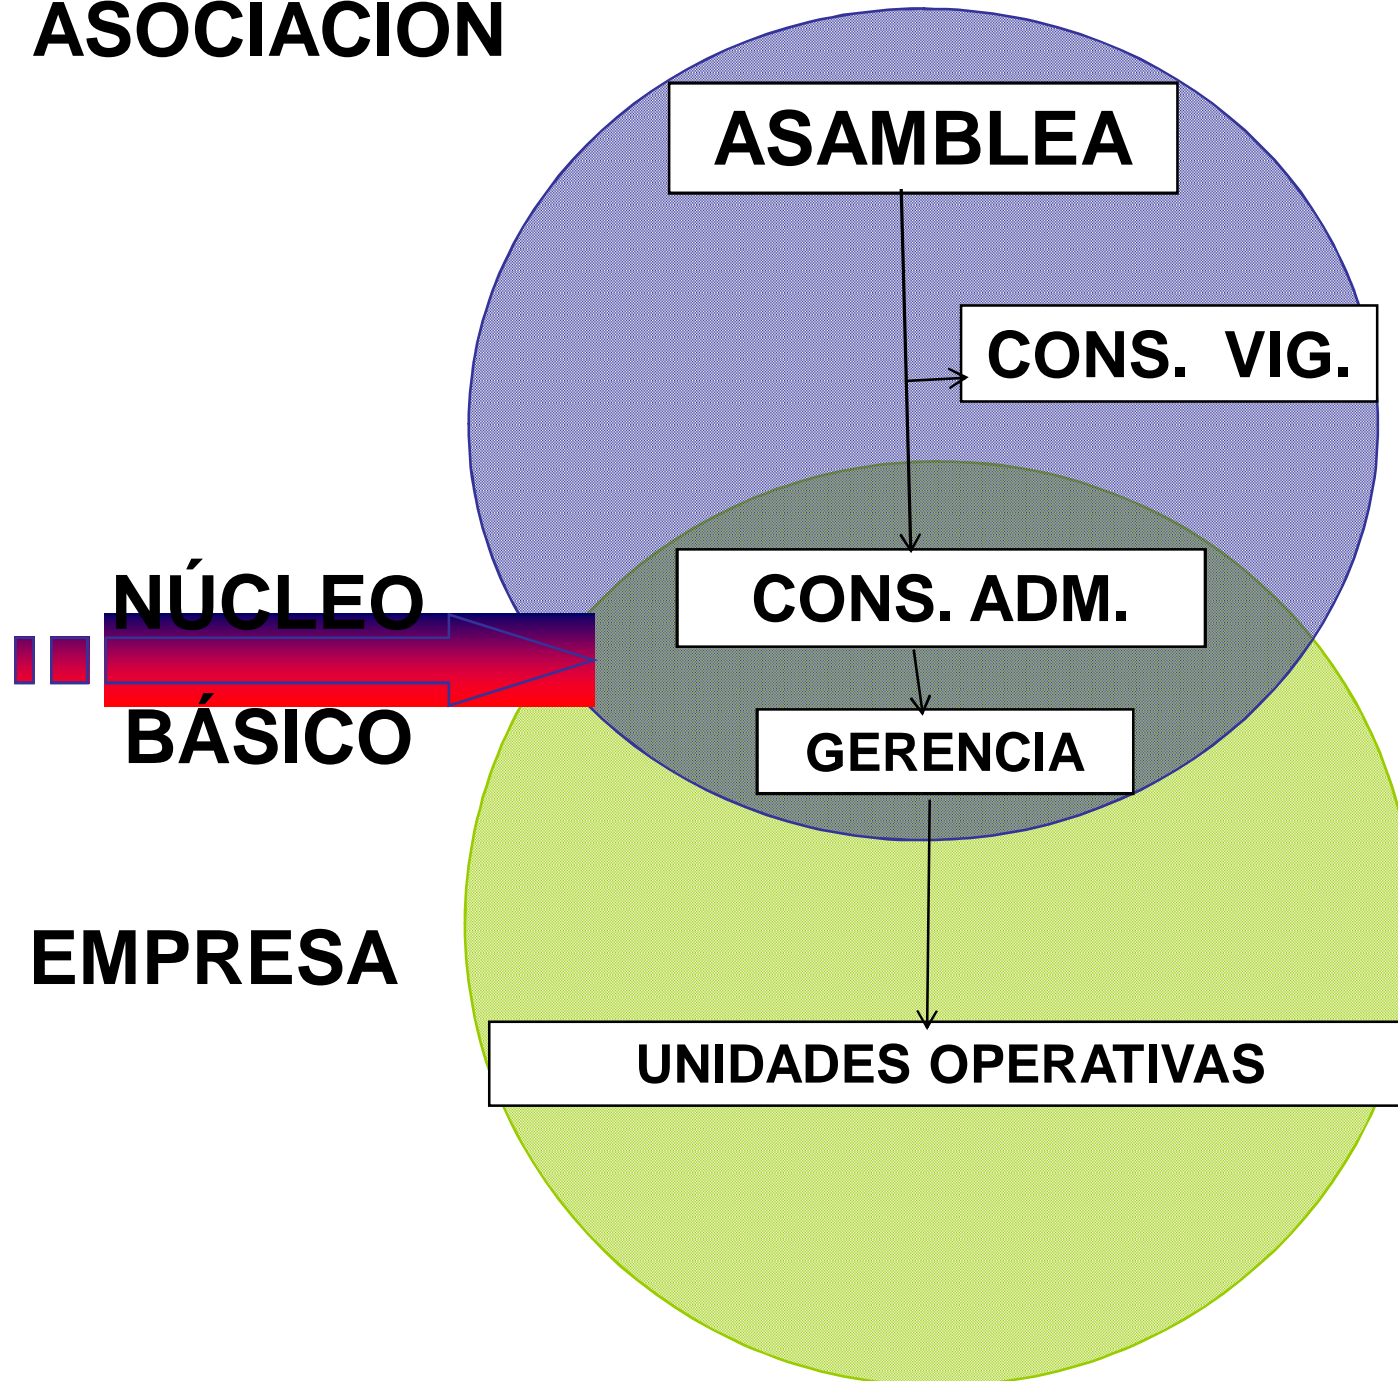 ASOCIACION
ASAMBLEA
CONS. VIG.
NÚCLEO
CONS. ADM.
BÁSICO
GERENCIA
EMPRESA
UNIDADES OPERATIVAS